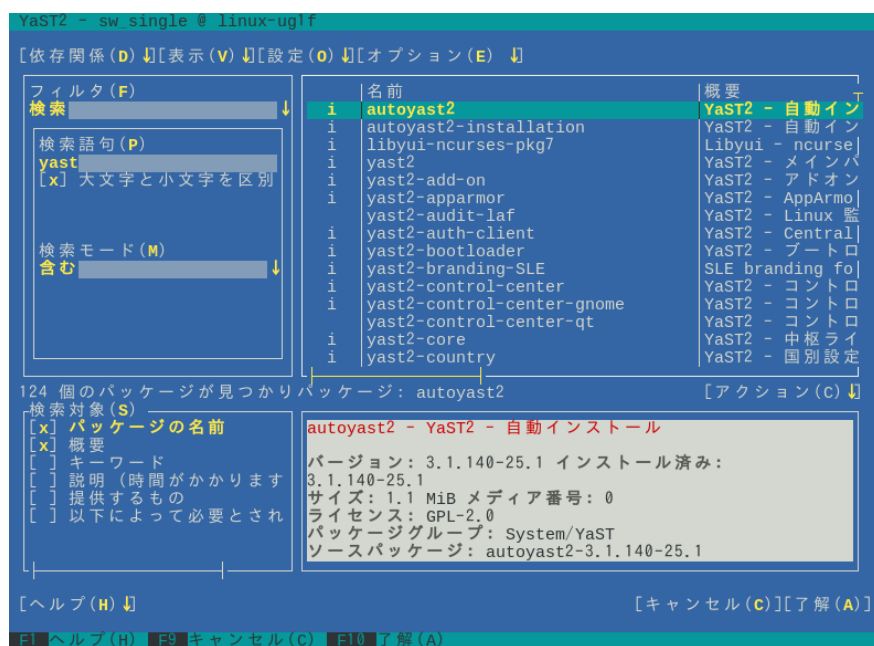 YaST2 - sw_single @ linux-ug1f
[依存関係(D)↓][表示(V)↓][設定(O)↓][オプション(E) ↓]
フィルタ(F)
検索 ↓
検索語句(P)
yast
[x] 大文字と小文字を区別
検索モード(M)
含む ↓
名前 概要
i autoyast2 YaST2 - 自動イン
i autoyast2-installation YaST2 - 自動イン
i libyui-ncurses-pkg7 Libyui - ncurse
i yast2 YaST2 - メインパ
i yast2-add-on YaST2 - アドオン
i yast2-apparmor YaST2 - AppArmo
yast2-audit-laf YaST2 - Linux 監
i yast2-auth-client YaST2 - Central
i yast2-bootloader YaST2 - ブートロ
i yast2-branding-SLE SLE branding fo
i yast2-control-center YaST2 - コントロ
i yast2-control-center-gnome YaST2 - コントロ
yast2-control-center-qt YaST2 - コントロ
i yast2-core YaST2 - 中枢ライ
i yast2-country YaST2 - 国別設定
124 個のパッケージが見つかりパッケージ: autoyast2 [アクション(C)↓]
検索対象(S)
[x] パッケージの名前
[x] 概要
[ ] キーワード
[ ] 説明 (時間がかかります
[ ] 提供するもの
[ ] 以下によって必要とされ
autoyast2 - YaST2 - 自動インストール
バージョン: 3.1.140-25.1 インストール済み:
3.1.140-25.1
サイズ: 1.1 MiB メディア番号: 0
ライセンス: GPL-2.0
パッケージグループ: System/YaST
ソースパッケージ: autoyast2-3.1.140-25.1
[ヘルプ(H)↓] [キャンセル(C)][了解(A)]
F1 ヘルプ(H) F9 キャンセル(C) F10 了解(A)